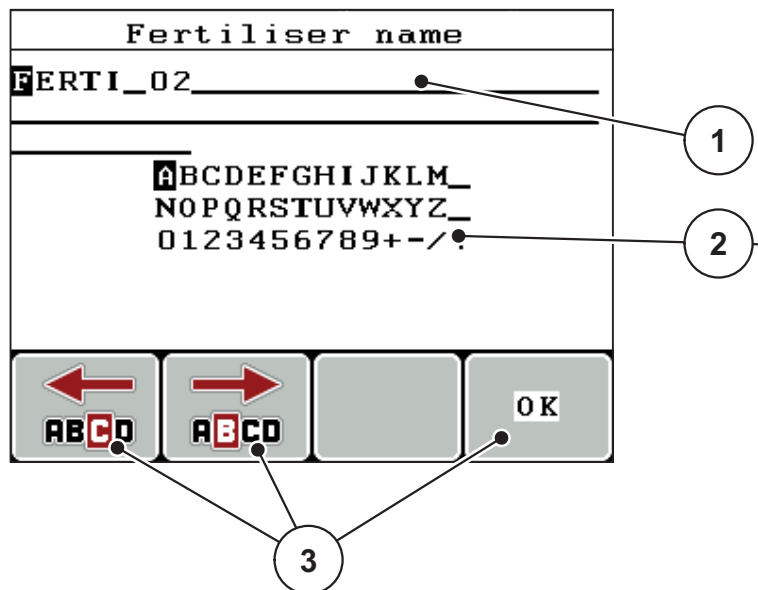 Fertiliser name
FERTI_02
1
ABCDEFGHIJKLM_
NOPQRSTUVWXYZ_
0123456789+-/.
2
ABCD
ABCD
OK
3